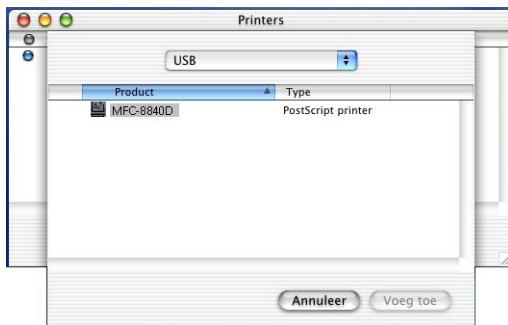 Printers
USB
Product Type
MFC-8840D PostScript printer
Annuleer Voeg toe